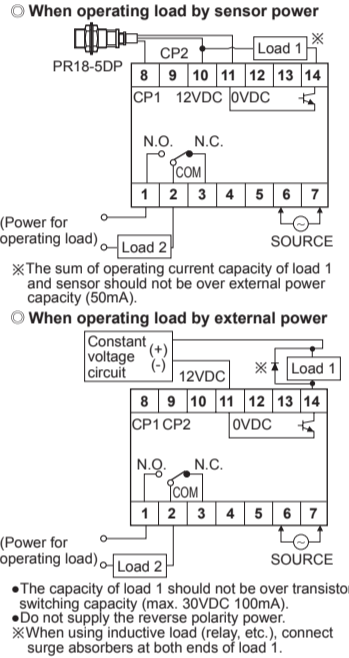 ◎ When operating load by sensor power
PR18-5DP
CP2
Load 1
※
8 9 10 11 12 13 14
CP1 12VDC 0VDC
N.O. N.C.
COM
1 2 3 4 5 6 7
(Power for
operating load)
Load 2
SOURCE
※The sum of operating current capacity of load 1
and sensor should not be over external power
capacity (50mA).
◎ When operating load by external power
Constant
voltage
circuit
(+)
(-)
12VDC
※
Load 1
8 9 10 11 12 13 14
CP1 CP2 0VDC
N.O. N.C.
COM
1 2 3 4 5 6 7
(Power for
operating load)
Load 2
SOURCE
●The capacity of load 1 should not be over transisto
switching capacity (max. 30VDC 100mA).
●Do not supply the reverse polarity power.
※When using inductive load (relay, etc.), connect
surge absorbers at both ends of load 1.